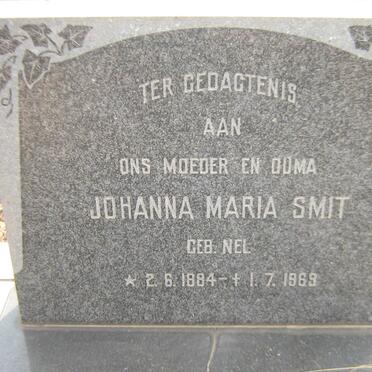 TER GEDAGTENIS
AAN
ONS MOEDER EN OUMA
JOHANNA MARIA SMIT
GEB. NEL
* 2.6.1884 - † 1.7.1969